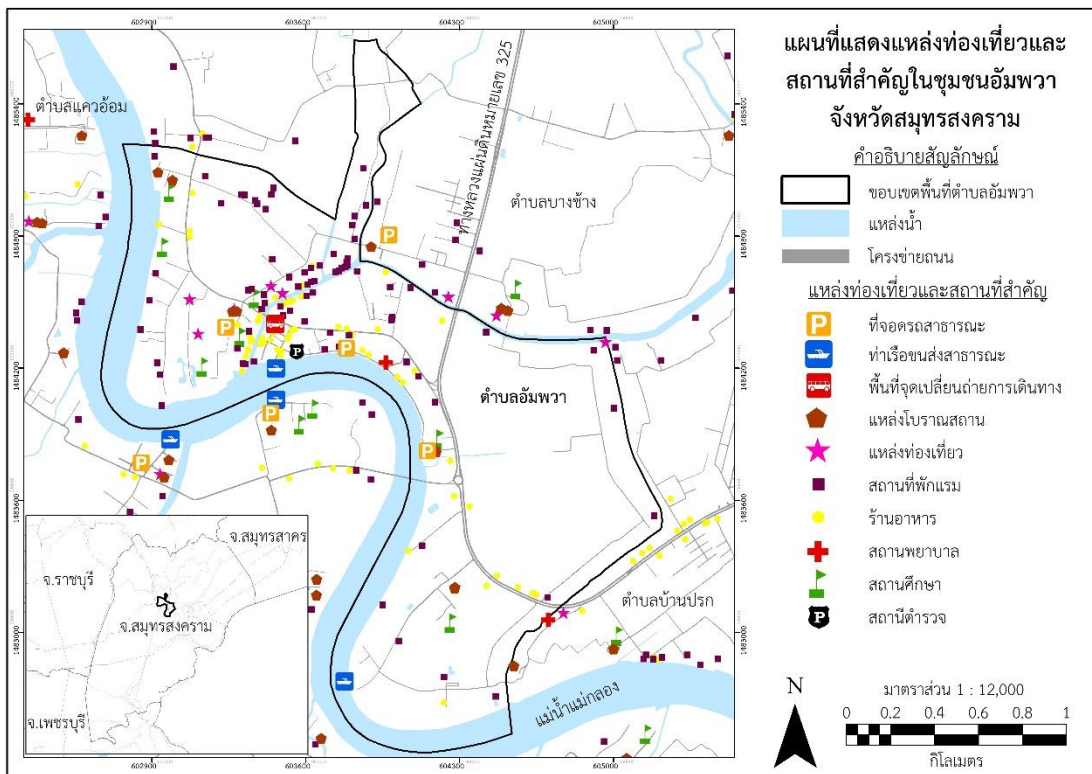 แผนที่แสดงแหล่งท่องเที่ยวและ
สถานที่สำคัญในชุมชนอัมพวา
จังหวัดสมุทรสงคราม
คำอธิบายสัญลักษณ์
ขอบเขตพื้นที่ตำบลอัมพวา
แหล่งน้ำ
โครงข่ายถนน
แหล่งท่องเที่ยวและสถานที่สำคัญ
P ที่จอดรถสาธารณะ
ท่าเรือขนส่งสาธารณะ
พื้นที่จุดเปลี่ยนถ่ายการเดินทาง
แหล่งโบราณสถาน
แหล่งท่องเที่ยว
สถานที่พักแรม
ร้านอาหาร
สถานพยาบาล
สถานศึกษา
P สถานีตำรวจ
N
มาตราส่วน 1 : 12,000
0 0.2 0.4 0.6 0.8 1
กิโลเมตร
602900 603600 604300 605000
1485400 1485400
1484800 1484800
1484200 1484200
1483600 1483600
1483000 1483000
602900 603600 604300 605000
ตำบลแควอ้อม
ทางหลวงแผ่นดินหมายเลข 325
ตำบลบางช้าง
ตำบลอัมพวา
ตำบลบ้านปรก
แม่น้ำแม่กลอง
P
P
P
P
P
P
P
จ.สมุทรสาคร
จ.ราชบุรี
จ.สมุทรสงคราม
จ.เพชรบุรี